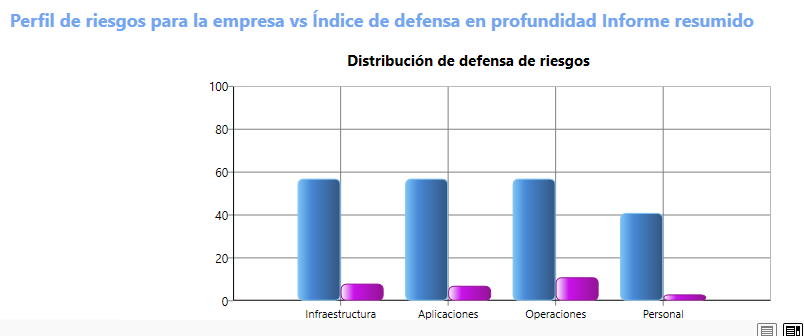 Perfil de riesgos para la empresa vs Índice de defensa en profundidad Informe resumido
Distribución de defensa de riesgos
100
80
60
40
20
0
Infraestructura Aplicaciones Operaciones Personal